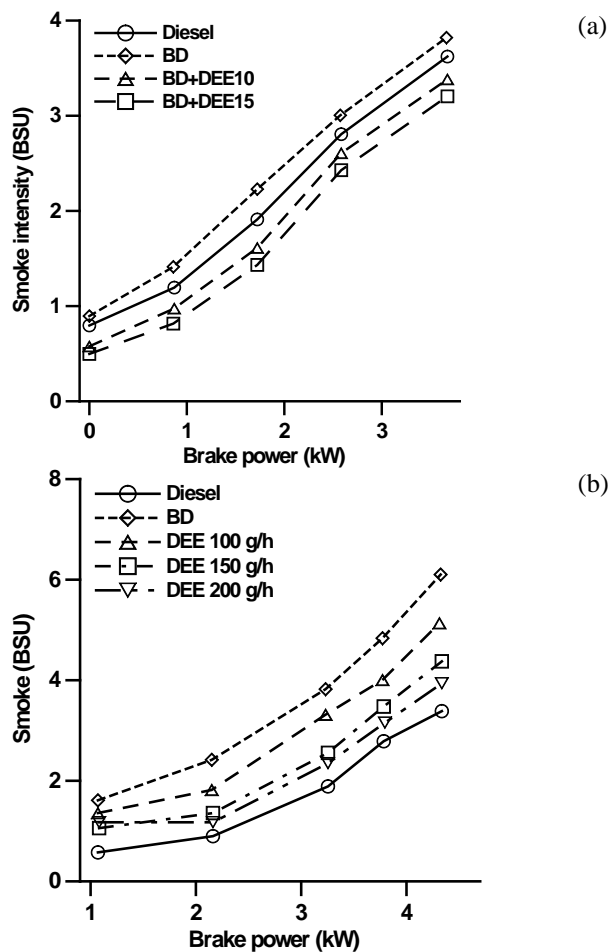 (a)
Diesel
BD
BD+DEE10
BD+DEE15
Smoke intensity (BSU)
4
3
2
1
0
0 1 2 3
Brake power (kW)
(b)
Diesel
BD
DEE 100 g/h
DEE 150 g/h
DEE 200 g/h
Smoke (BSU)
8
6
4
2
0
1 2 3 4
Brake power (kW)